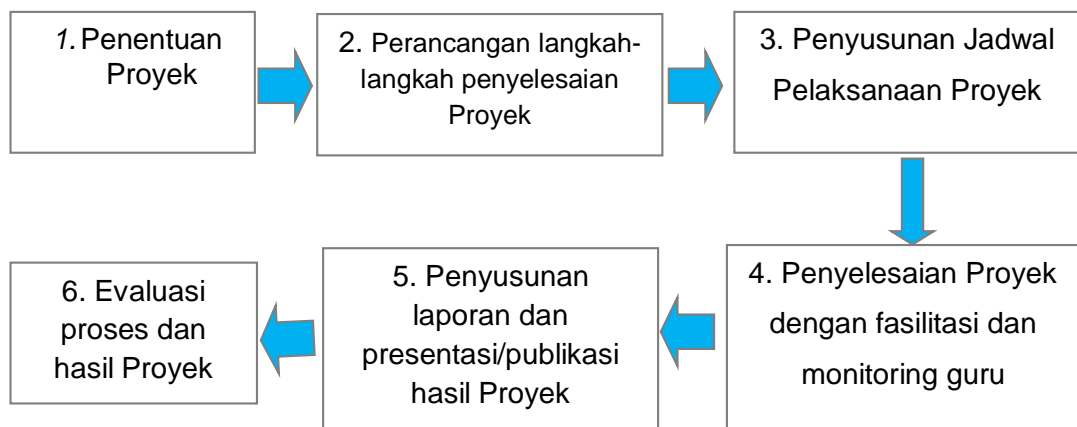 1. Penentuan
Proyek
2. Perancangan langkah-
langkah penyelesaian
Proyek
3. Penyusunan Jadwal
Pelaksanaan Proyek
4. Penyelesaian Proyek
dengan fasilitasi dan
monitoring guru
5. Penyusunan
laporan dan
presentasi/publikasi
hasil Proyek
6. Evaluasi
proses dan
hasil Proyek